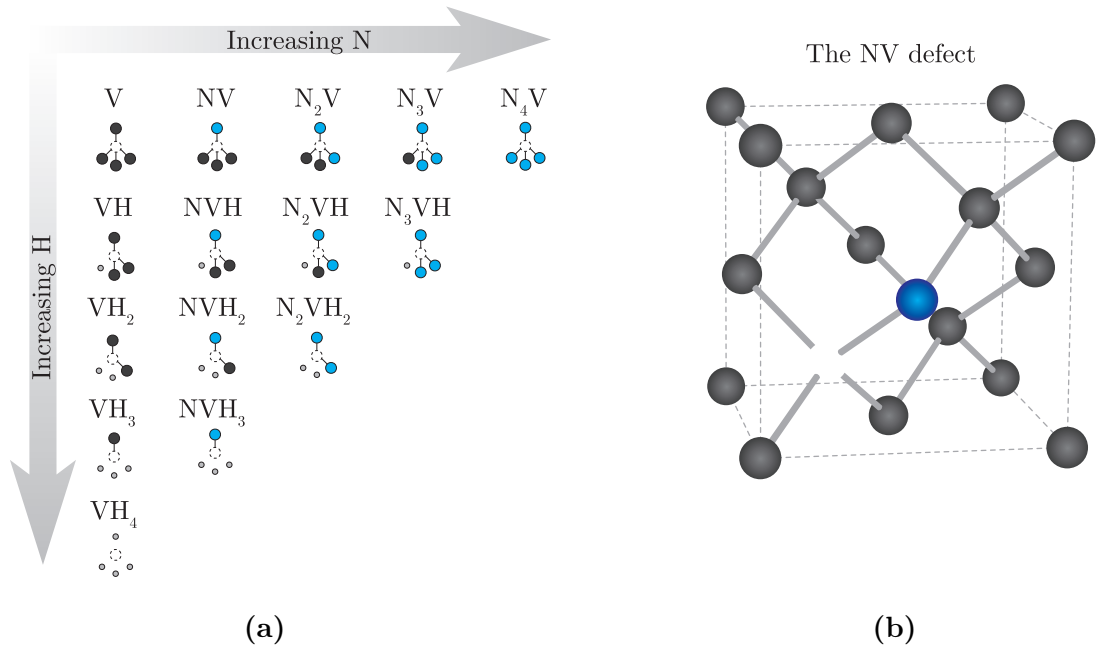 Increasing N
The NV defect
V NV N₂V N₃V N₄V
VH NVH N₂VH N₃VH
Increasing H
VH₂ NVH₂ N₂VH₂
VH₃ NVH₃
VH₄
(a) (b)